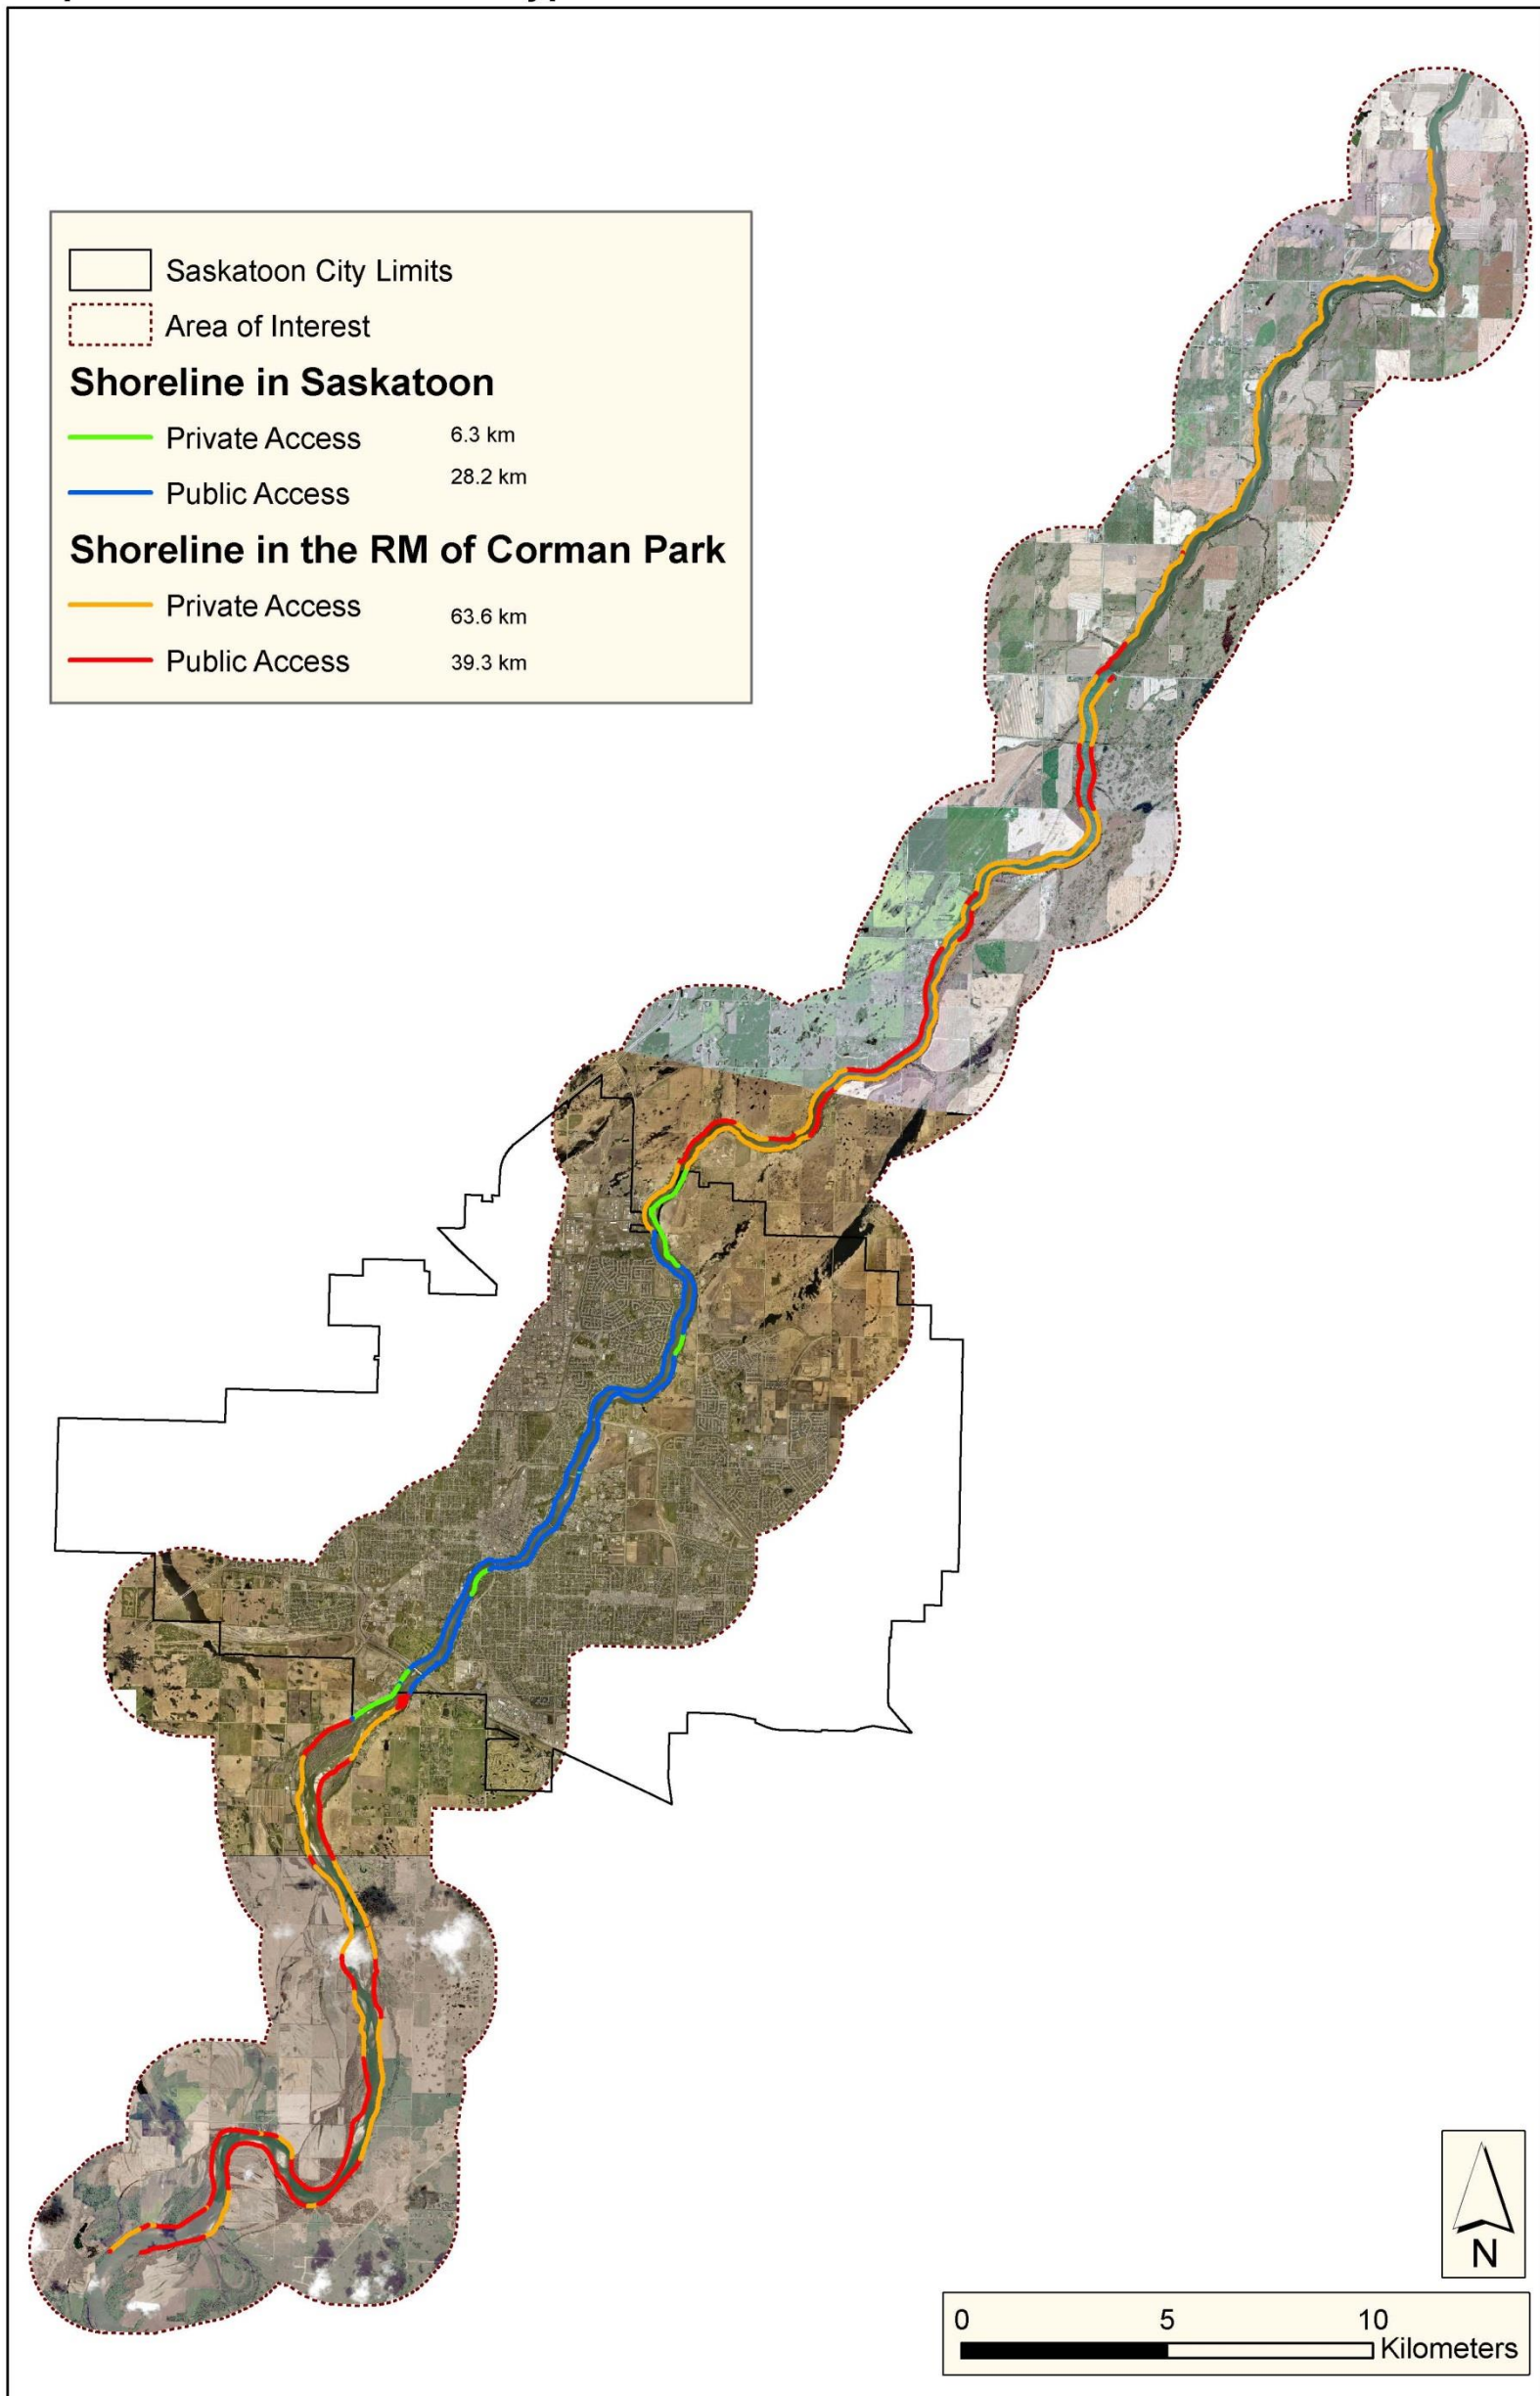 Saskatoon City Limits
Area of Interest
Shoreline in Saskatoon
Private Access 6.3 km
Public Access 28.2 km
Shoreline in the RM of Corman Park
Private Access 63.6 km
Public Access 39.3 km
N
0 5 10
Kilometers